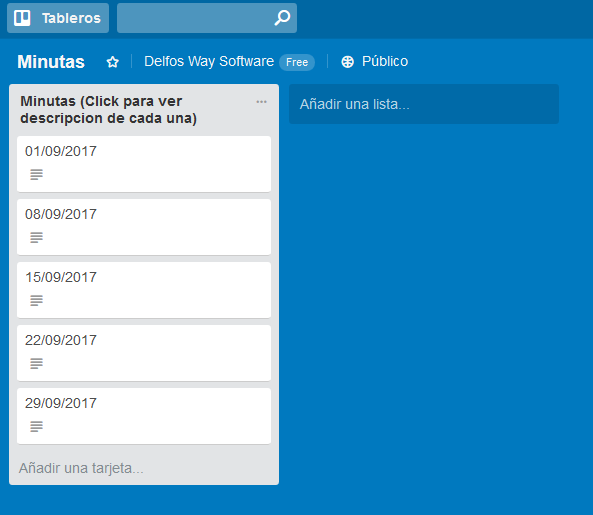 Tableros
Minutas
Delfos Way Software Free
Público
Minutas (Click para ver
descripcion de cada una)
01/09/2017
08/09/2017
15/09/2017
22/09/2017
29/09/2017
Añadir una tarjeta...
Añadir una lista...